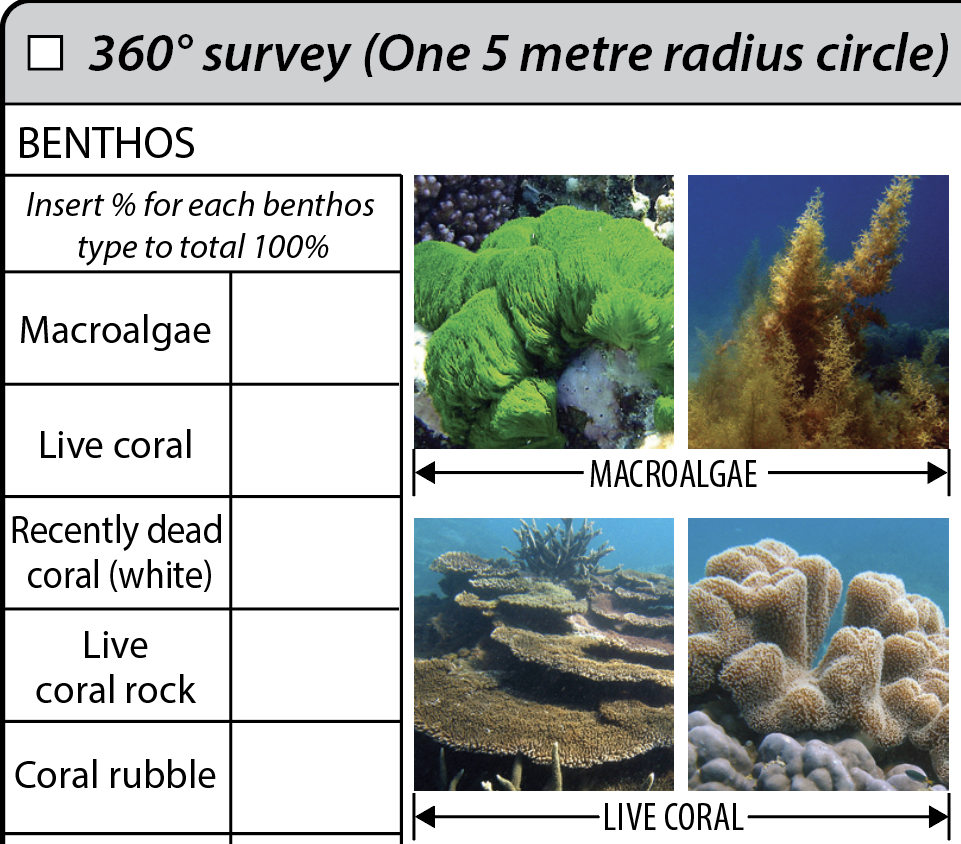 360° survey (One 5 metre radius circle)
BENTHOS
Insert % for each benthos
type to total 100%
Macroalgae
Live coral
Recently dead
coral (white)
Live
coral rock
Coral rubble
MACROALGAE
LIVE CORAL